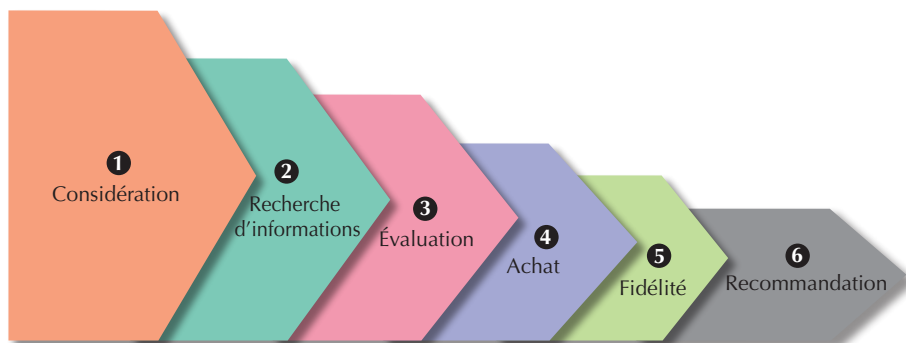 1
Considération
2
Recherche
d'informations
3
Évaluation
4
Achat
5
Fidélité
6
Recommandation